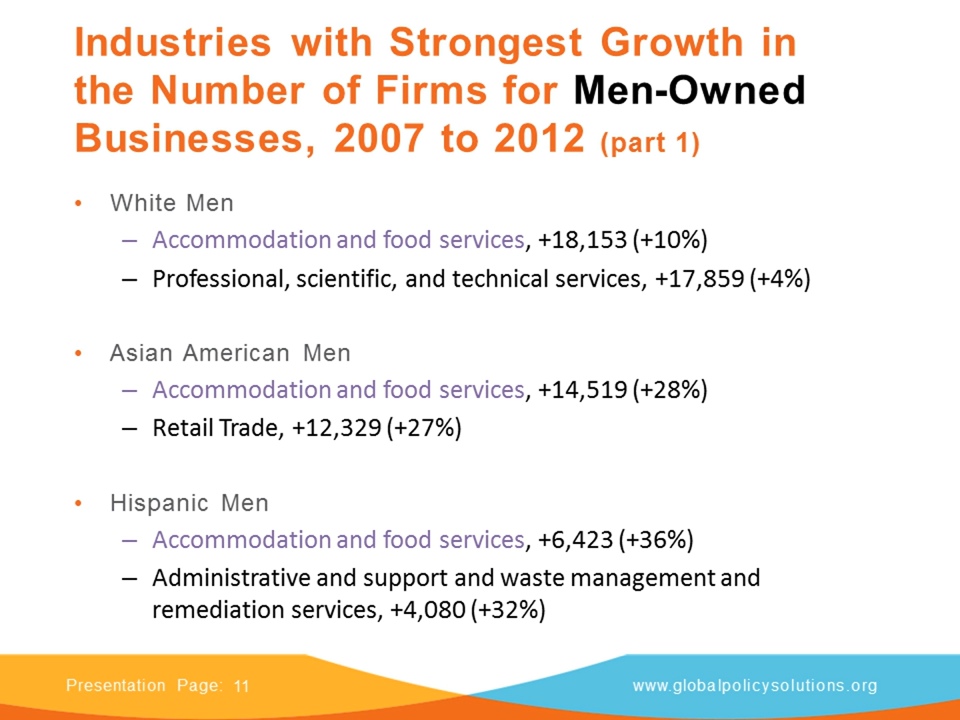 Industries with Strongest Growth in
the Number of Firms for Men-Owned
Businesses, 2007 to 2012 (part 1)
• White Men
– Accommodation and food services, +18,153 (+10%)
– Professional, scientific, and technical services, +17,859 (+4%)
• Asian American Men
– Accommodation and food services, +14,519 (+28%)
– Retail Trade, +12,329 (+27%)
• Hispanic Men
– Accommodation and food services, +6,423 (+36%)
– Administrative and support and waste management and
remediation services, +4,080 (+32%)
Presentation Page: 11
www.globalpolicysolutions.org